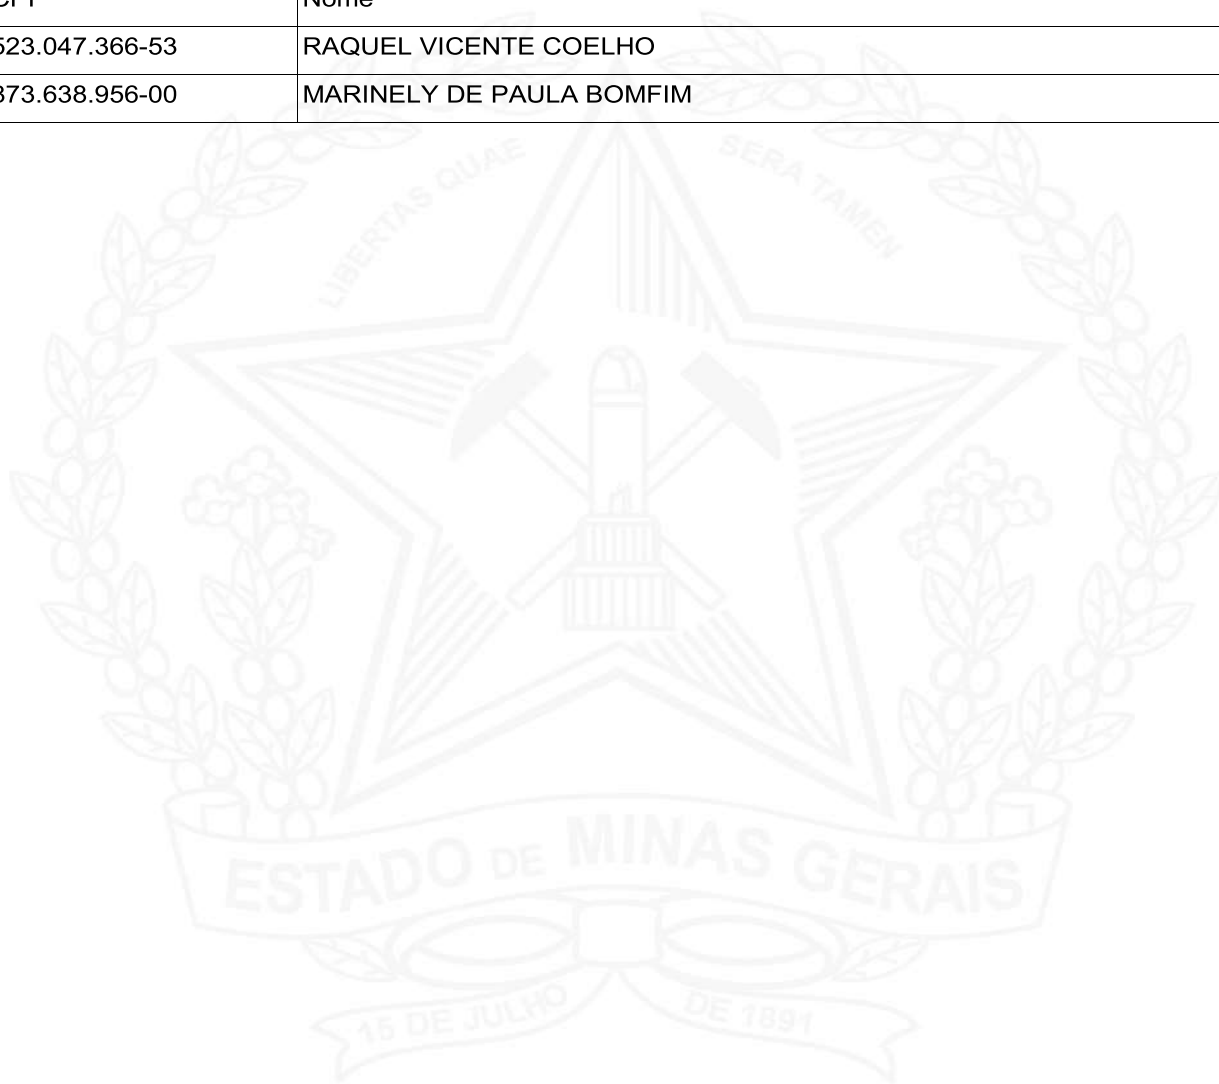 CPF Nome
523.047.366-53 RAQUEL VICENTE COELHO
873.638.956-00 MARINELY DE PAULA BOMFIM
LIBERTAS QUAE SERA TAMEN
ESTADO DE MINAS GERAIS
15 DE JULHO DE 1891